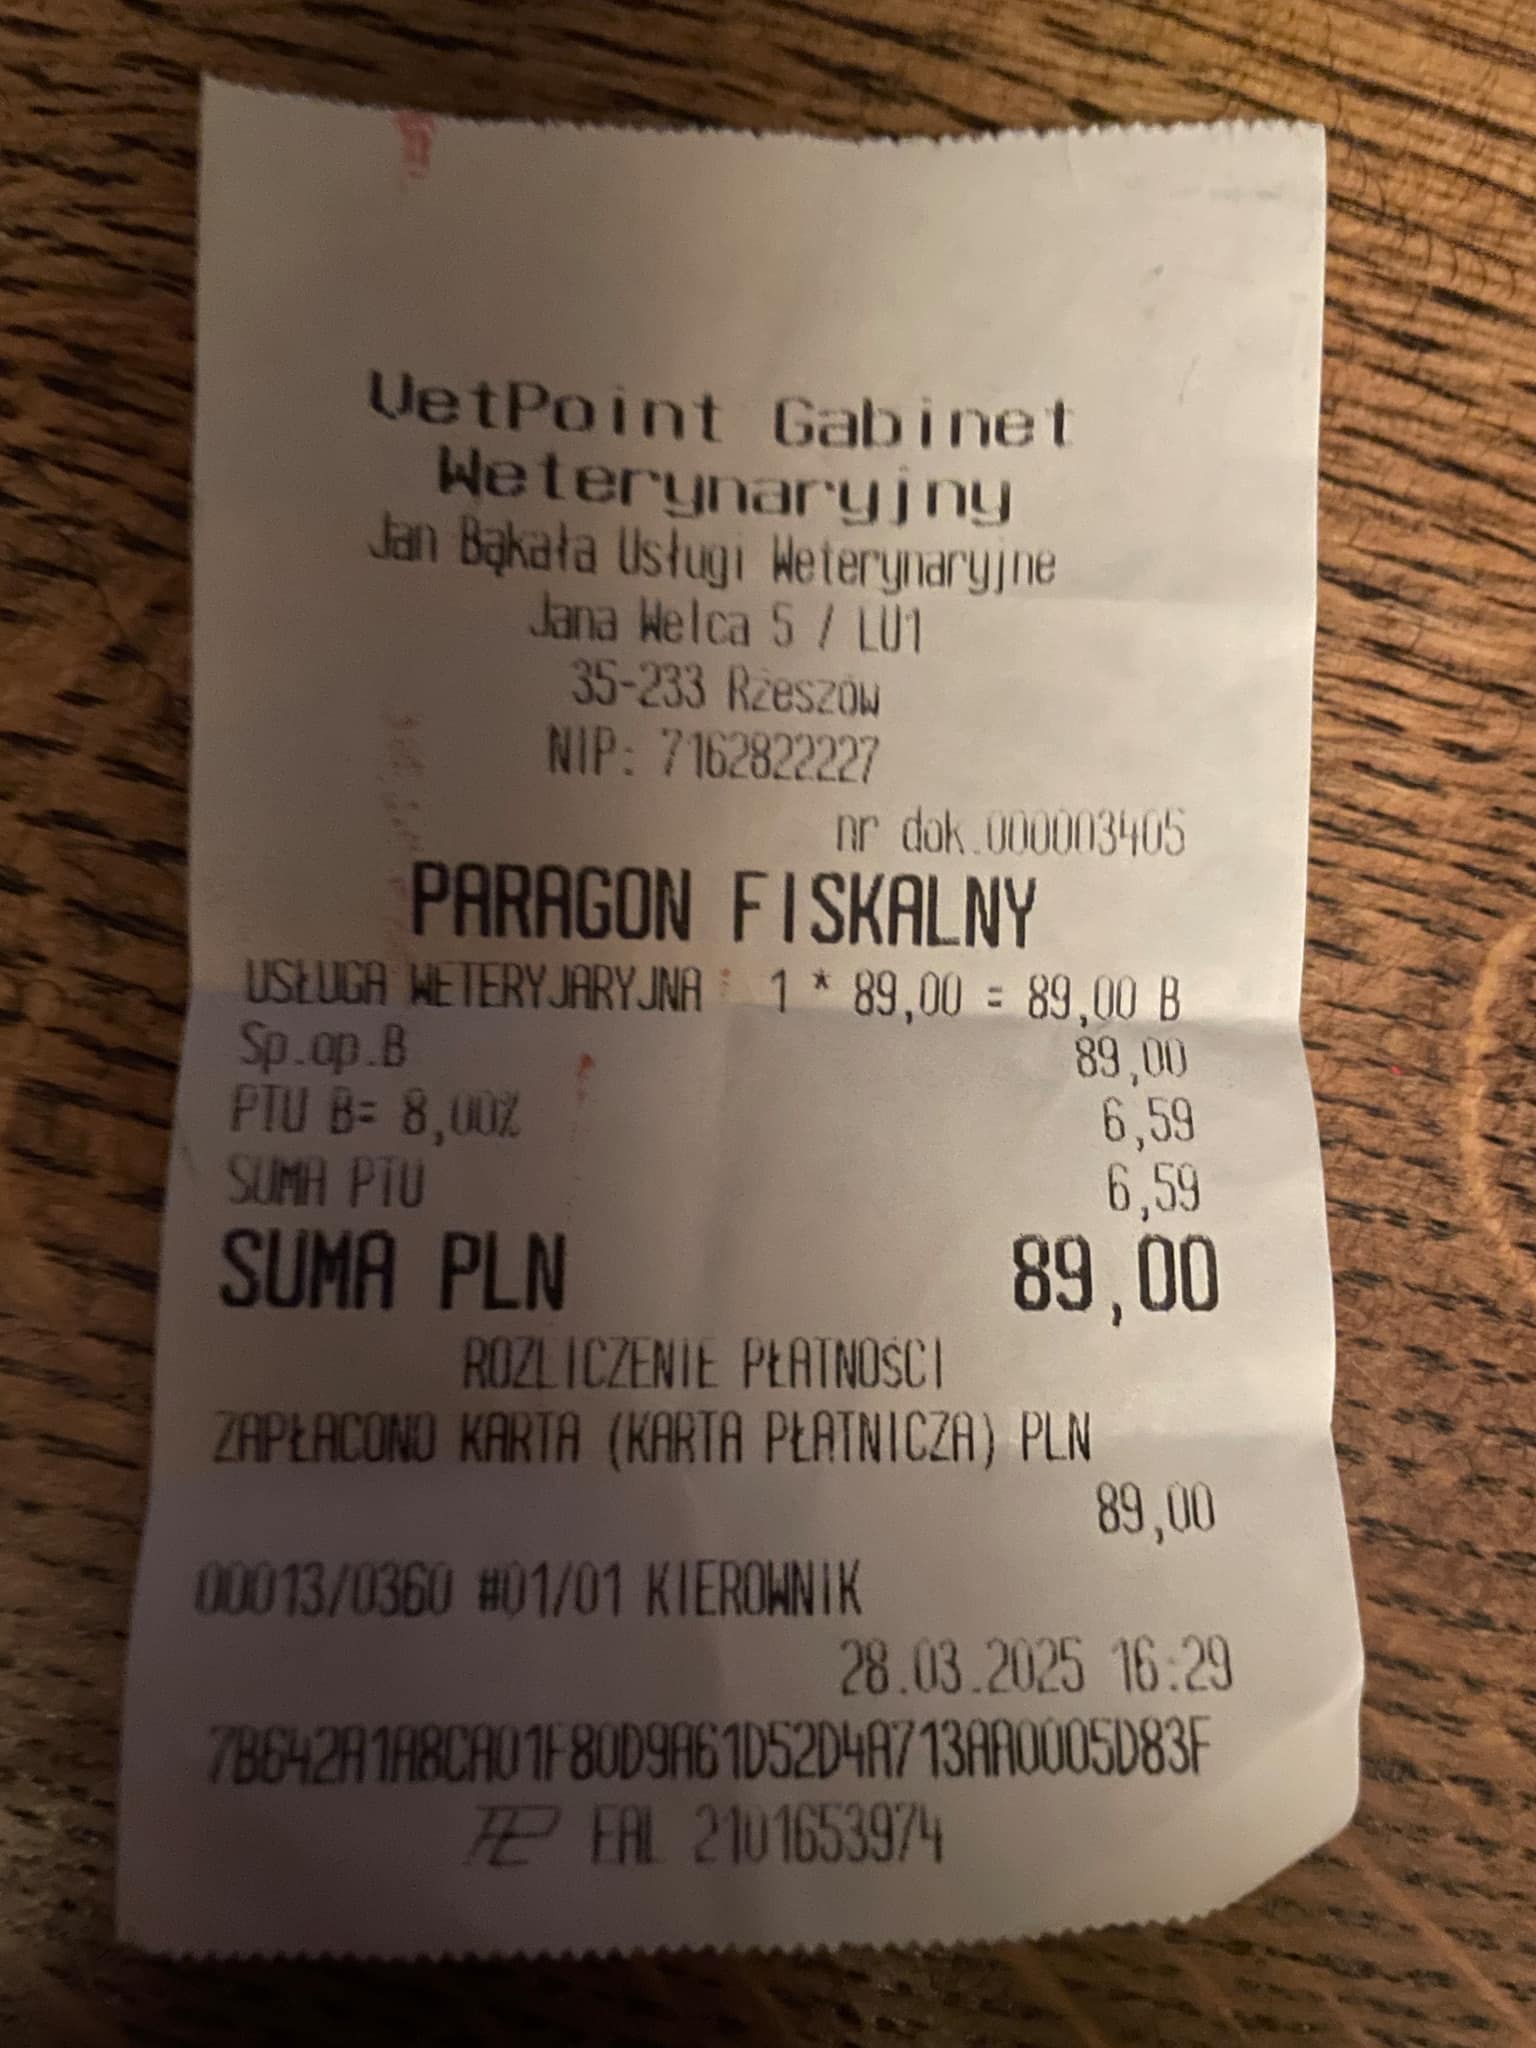 VetPoint Gabinet
Weterynaryjny
Jan Bąkała Usługi Weterynaryjne
Jana Welca 5 / LU1
35-233 Rzeszów
NIP: 7162822227
nr dok.000003405
PARAGON FISKALNY
USŁUGA WETERYJARYJNA 1 * 89,00 = 89,00 B
Sp.op.B 89,00
PTU B= 8,00% 6,59
SUMA PTU 6,59
SUMA PLN 89,00
ROZLICZENIE PŁATNOŚCI
ZAPŁACONO KARTA (KARTA PŁATNICZA) PLN
89,00
00013/0360 #01/01 KIEROWNIK
28.03.2025 16:29
7B642A1A8CA01F80D9A61D52D4A713AA0005D83F
EAL 2101653974